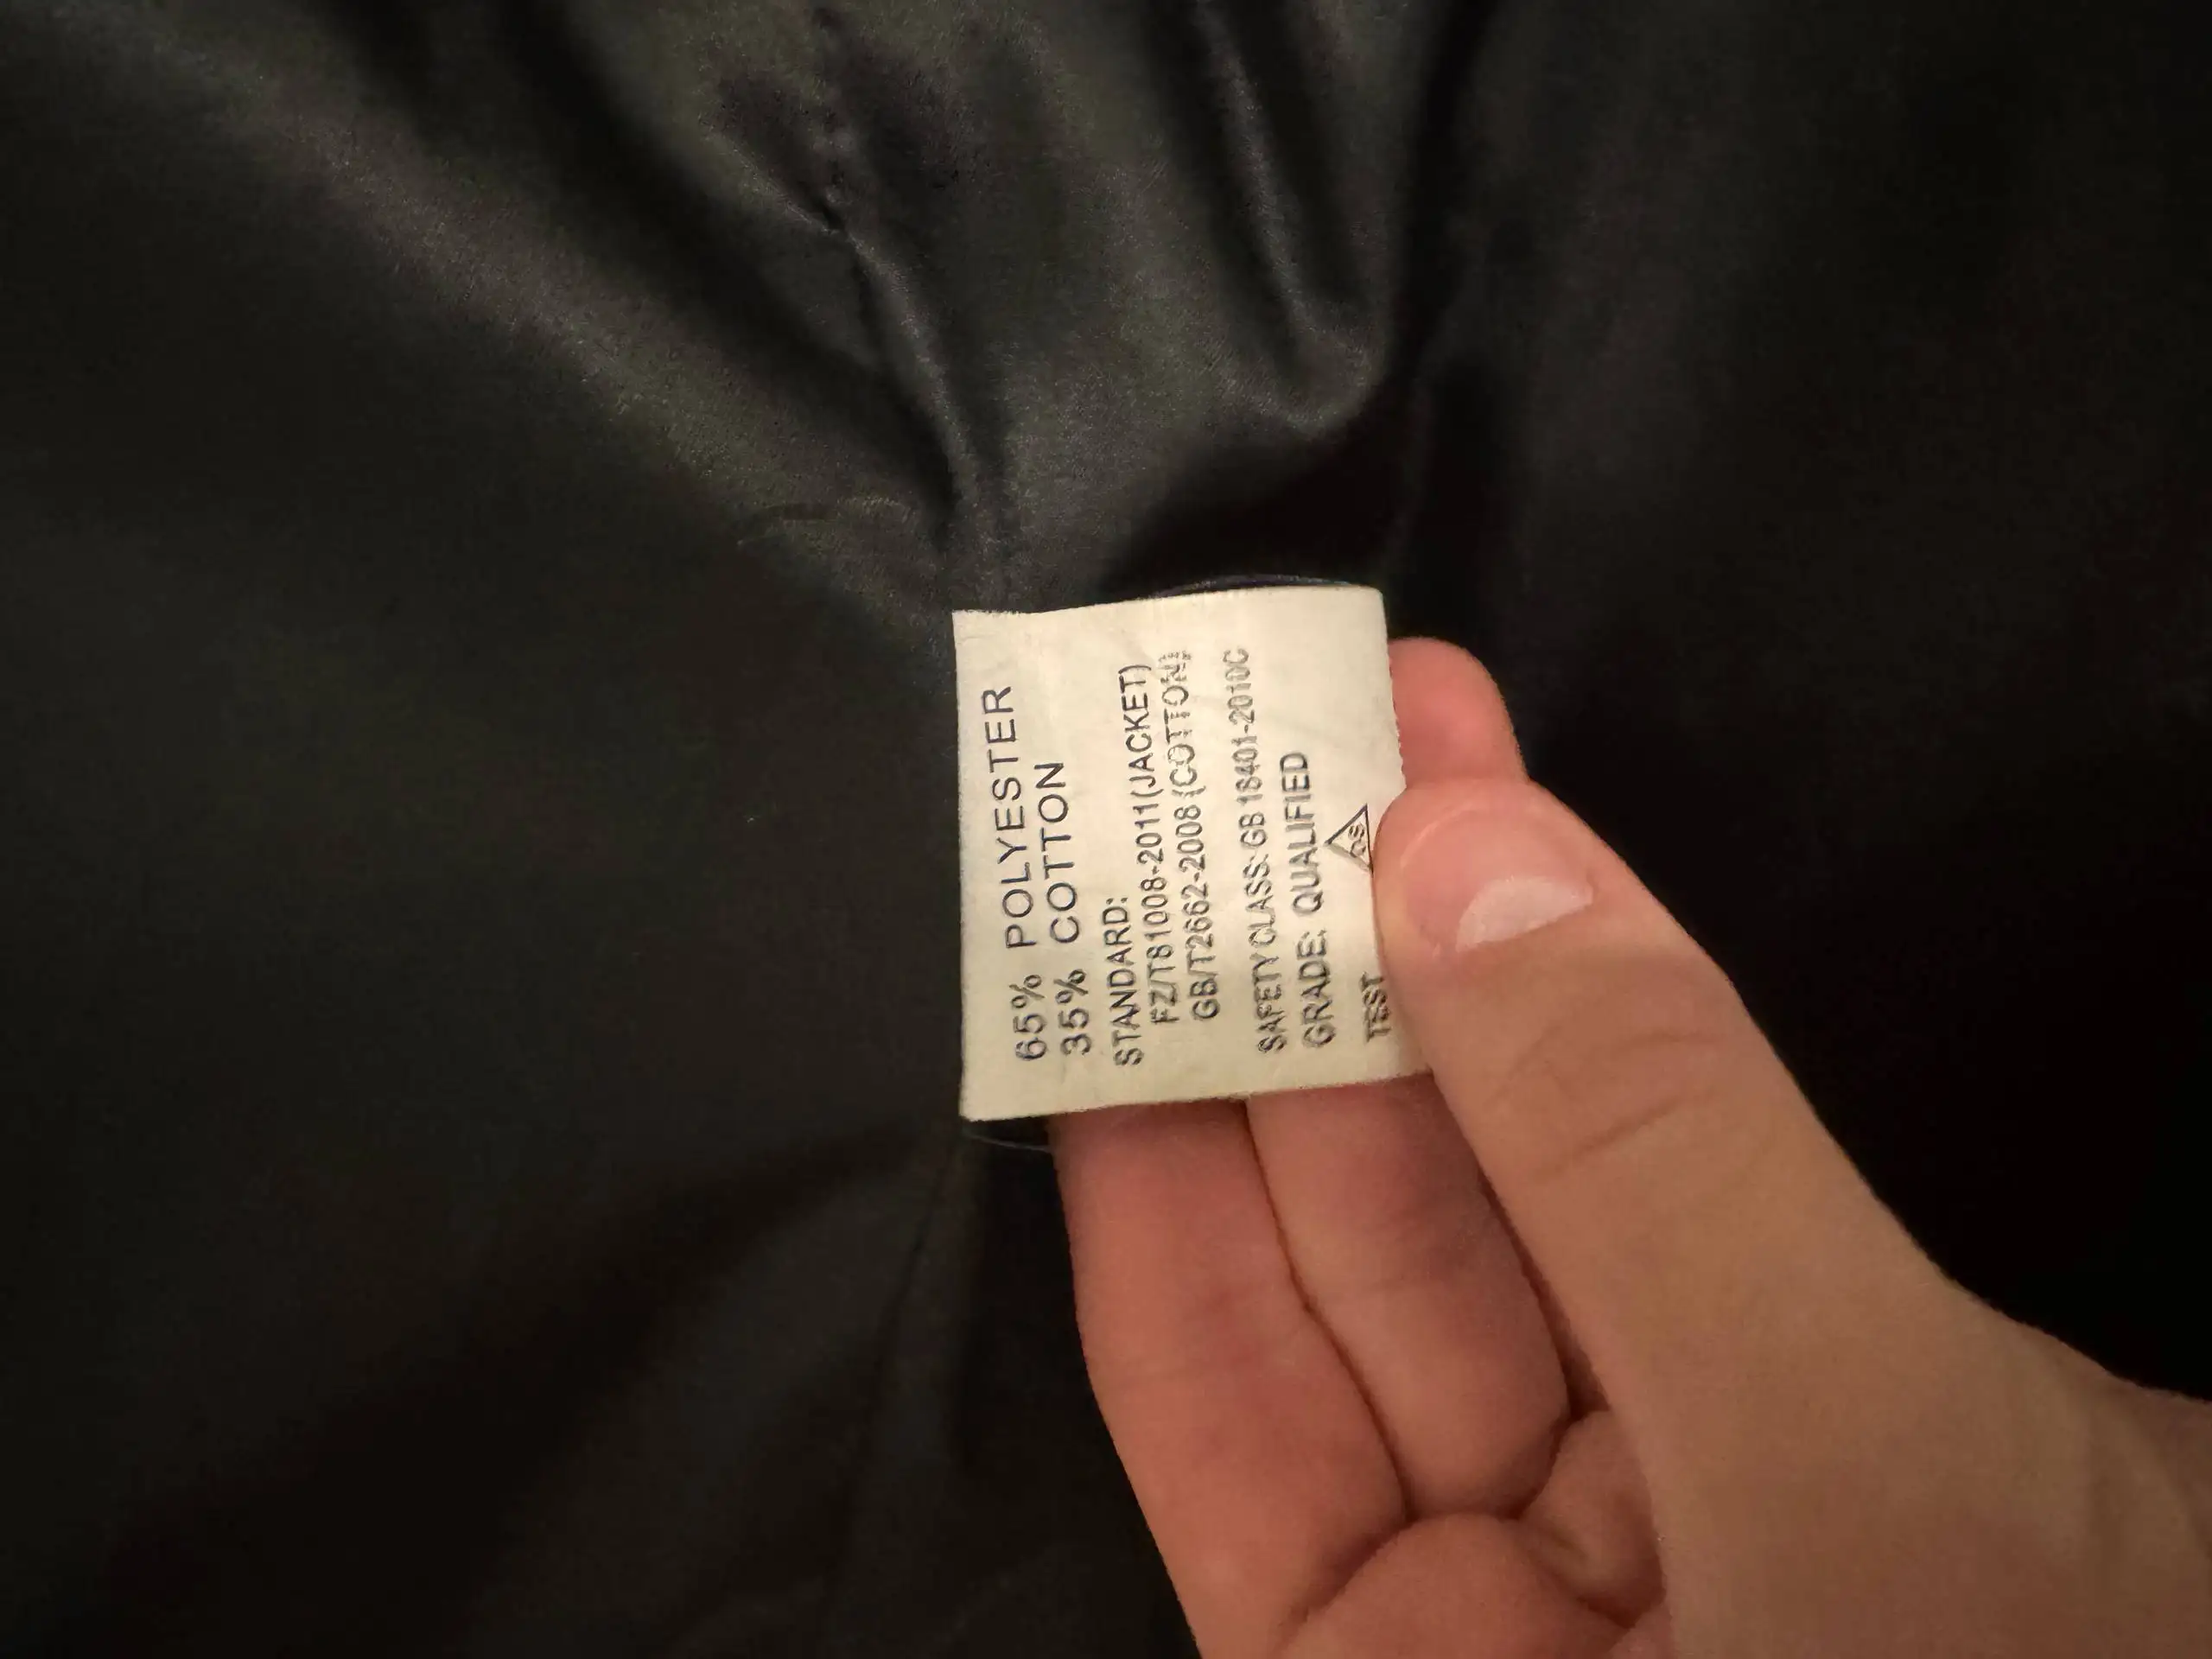 65% POLYESTER
35% COTTON
STANDARD:
FZ/T81008-2011(JACKET)
GB/T2662-2008(COTTON)
SAFETY CLASS:GB 18401-2010C
GRADE: QUALIFIED
TEST